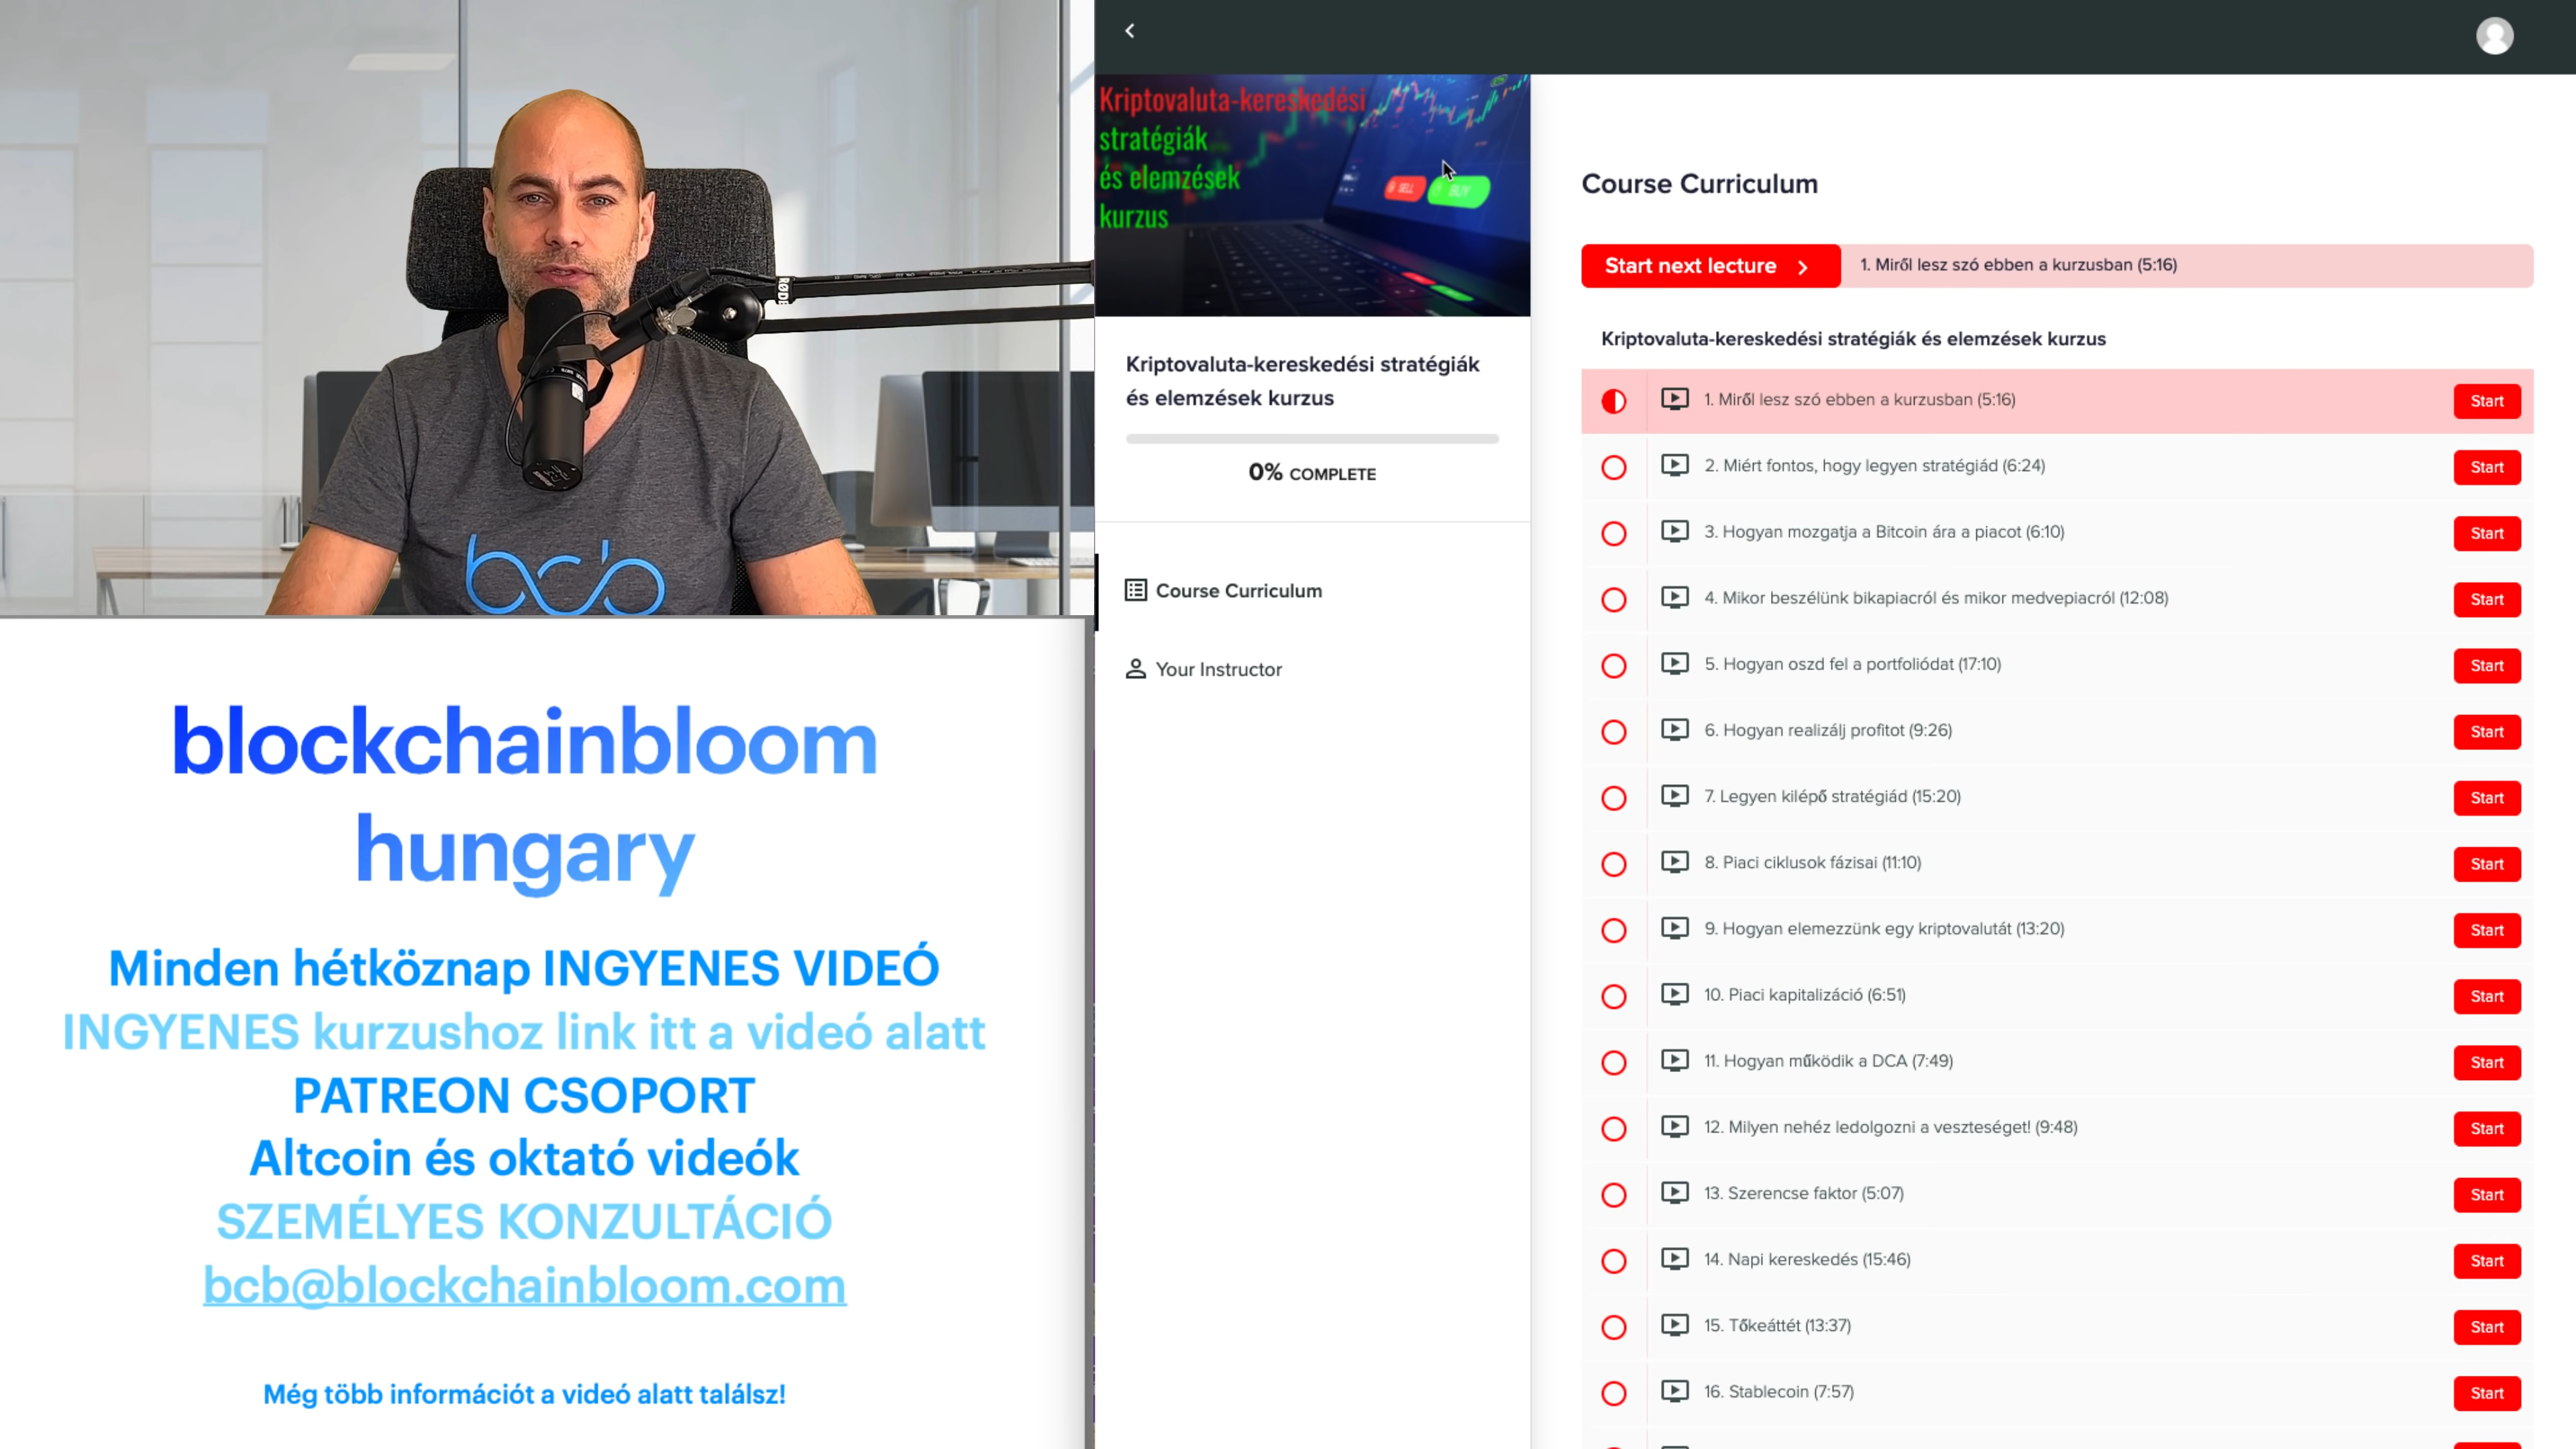 RØDE
bcb
blockchainbloom
hungary
Minden hétköznap INGYENES VIDEÓ
INGYENES kurzushoz link itt a videó alatt
PATREON CSOPORT
Altcoin és oktató videók
SZEMÉLYES KONZULTÁCIÓ
bcb@blockchainbloom.com
Még több információt a videó alatt találsz!
Kriptovaluta-kereskedési
stratégiák
és elemzések
kurzus
SELL
BUY
Kriptovaluta-kereskedési stratégiák
és elemzések kurzus
0% COMPLETE
Course Curriculum
Your Instructor
Course Curriculum
Start next lecture 1. Miről lesz szó ebben a kurzusban (5:16)
Kriptovaluta-kereskedési stratégiák és elemzések kurzus
1. Miről lesz szó ebben a kurzusban (5:16) Start
2. Miért fontos, hogy legyen stratégiád (6:24) Start
3. Hogyan mozgatja a Bitcoin ára a piacot (6:10) Start
4. Mikor beszélünk bikapiacról és mikor medvepiacról (12:08) Start
5. Hogyan oszd fel a portfoliódat (17:10) Start
6. Hogyan realizálj profitot (9:26) Start
7. Legyen kilépő stratégiád (15:20) Start
8. Piaci ciklusok fázisai (11:10) Start
9. Hogyan elemezzünk egy kriptovalutát (13:20) Start
10. Piaci kapitalizáció (6:51) Start
11. Hogyan működik a DCA (7:49) Start
12. Milyen nehéz ledolgozni a veszteséget! (9:48) Start
13. Szerencse faktor (5:07) Start
14. Napi kereskedés (15:46) Start
15. Tőkeáttét (13:37) Start
16. Stablecoin (7:57) Start